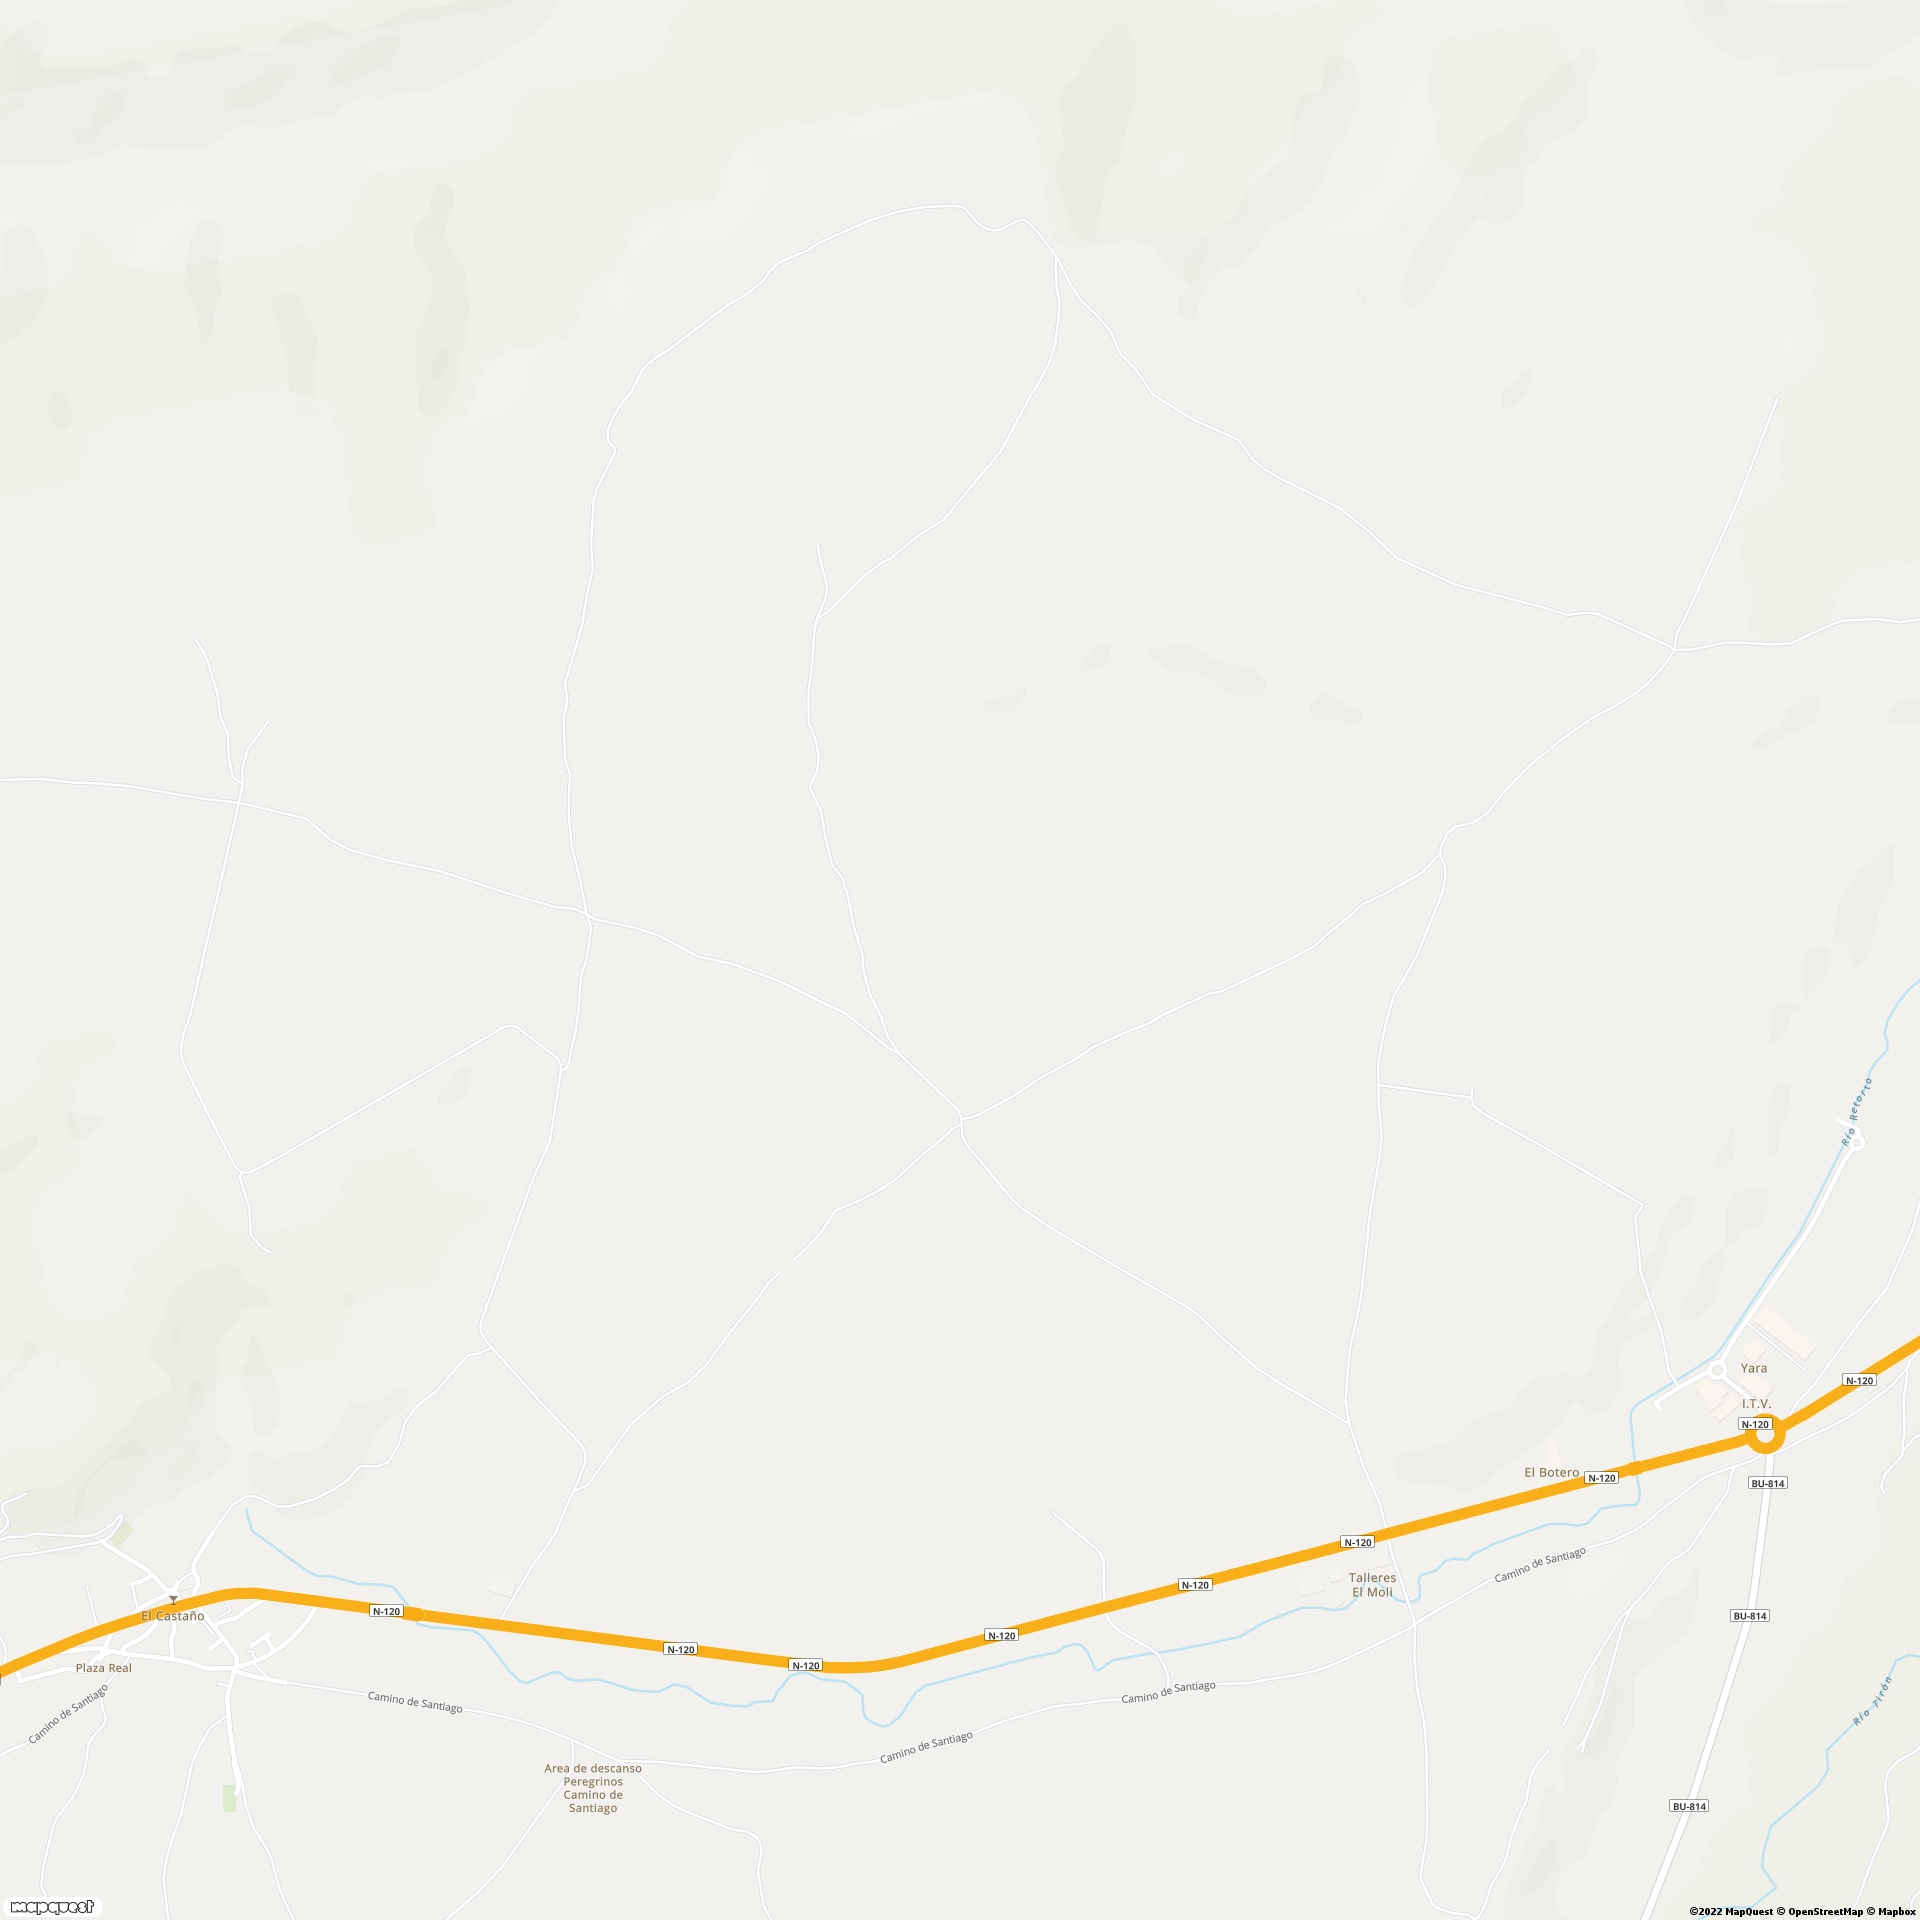 Río Retorto
Yara
N-120
I.T.V.
N-120
El Botero
N-120
BU-814
N-120
Camino de Santiago
Talleres
El Moli
N-120
N-120
El Castaño
BU-814
N-120
N-120
N-120
Plaza Real
Camino de Santiago
Camino de Santiago
Camino de Santiago
Río Tirón
Camino de Santiago
Area de descanso
Peregrinos
Camino de
Santiago
BU-814
mapquest
©2022 MapQuest © OpenStreetMap © Mapbox